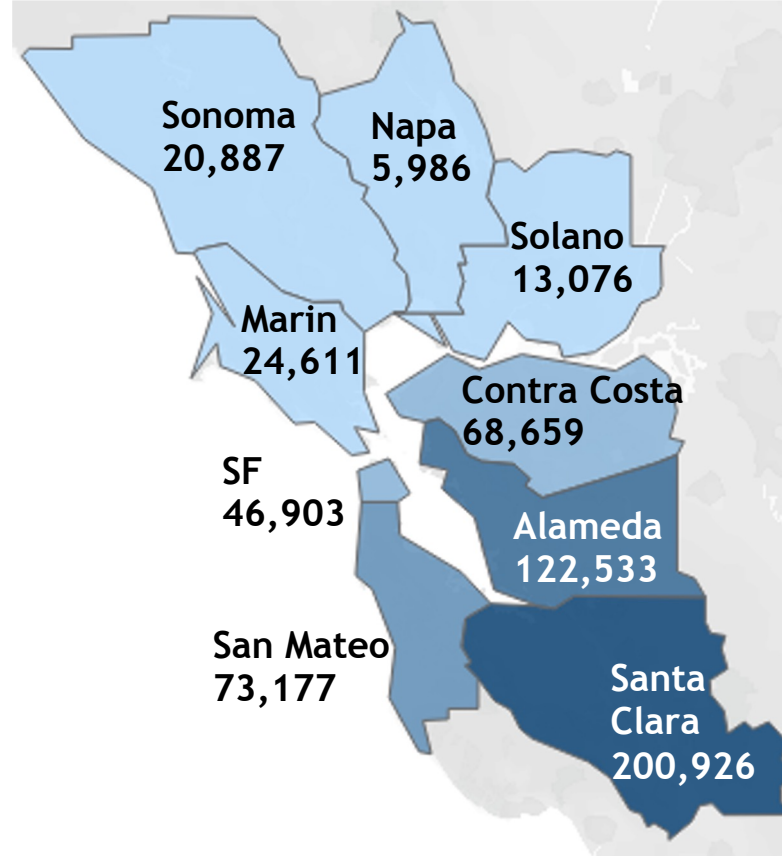 Sonoma
20,887
Napa
5,986
Solano
13,076
Marin
24,611
Contra Costa
68,659
SF
46,903
Alameda
122,533
San Mateo
73,177
Santa
Clara
200,926